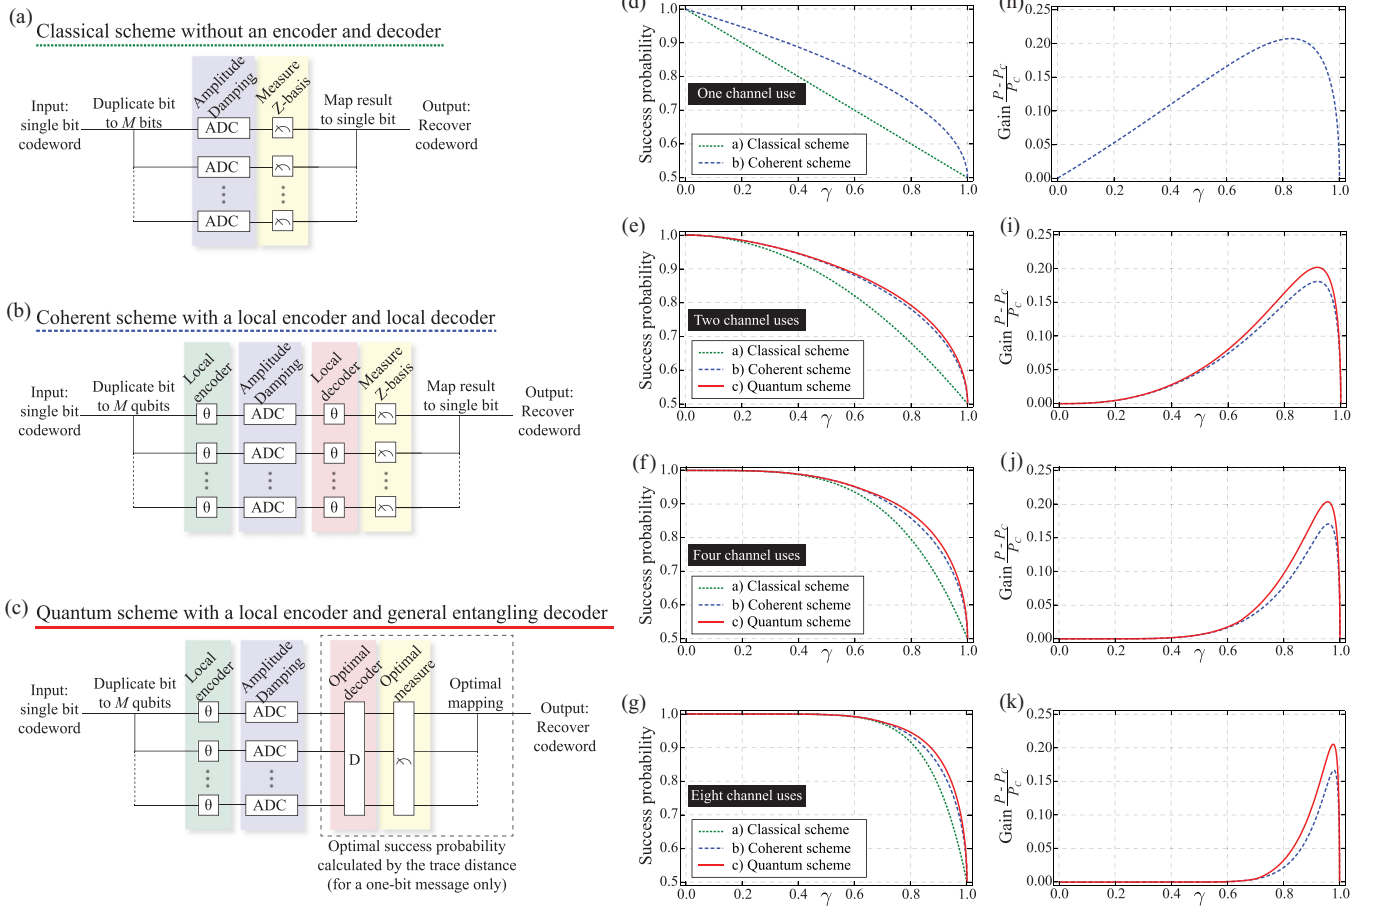 (a)
Classical scheme without an encoder and decoder
Amplitude
Damping
Measure
Z-basis
Input:
single bit
codeword
Duplicate bit
to M bits
ADC
ADC
ADC
Map result
to single bit
Output:
Recover
codeword
(b)
Coherent scheme with a local encoder and local decoder
Local
encoder
Amplitude
Damping
Local
decoder
Measure
Z-basis
Input:
single bit
codeword
Duplicate bit
to M qubits
θ ADC θ
θ ADC θ
θ ADC θ
Map result
to single bit
Output:
Recover
codeword
(c)
Quantum scheme with a local encoder and general entangling decoder
Local
encoder
Amplitude
Damping
Optimal
decoder
Optimal
measure
Input:
single bit
codeword
Duplicate bit
to M qubits
θ ADC
θ ADC
θ ADC
D
Optimal
mapping
Output:
Recover
codeword
Optimal success probability
calculated by the trace distance
(for a one-bit message only)
(d)
Success probability
1.0
0.9
0.8
0.7
0.6
0.5
One channel use
a) Classical scheme
b) Coherent scheme
0.0 0.2 0.4 0.6 0.8 1.0
γ
(h)
Gain P - Pc / Pc
0.25
0.20
0.15
0.10
0.05
0.00
0.0 0.2 0.4 0.6 0.8 1.0
γ
(e)
Success probability
1.0
0.9
0.8
0.7
0.6
0.5
Two channel uses
a) Classical scheme
b) Coherent scheme
c) Quantum scheme
0.0 0.2 0.4 0.6 0.8 1.0
γ
(i)
Gain P - Pc / Pc
0.25
0.20
0.15
0.10
0.05
0.00
0.0 0.2 0.4 0.6 0.8 1.0
γ
(f)
Success probability
1.0
0.9
0.8
0.7
0.6
0.5
Four channel uses
a) Classical scheme
b) Coherent scheme
c) Quantum scheme
0.0 0.2 0.4 0.6 0.8 1.0
γ
(j)
Gain P - Pc / Pc
0.25
0.20
0.15
0.10
0.05
0.00
0.0 0.2 0.4 0.6 0.8 1.0
γ
(g)
Success probability
1.0
0.9
0.8
0.7
0.6
0.5
Eight channel uses
a) Classical scheme
b) Coherent scheme
c) Quantum scheme
0.0 0.2 0.4 0.6 0.8 1.0
γ
(k)
Gain P - Pc / Pc
0.25
0.20
0.15
0.10
0.05
0.00
0.0 0.2 0.4 0.6 0.8 1.0
γ